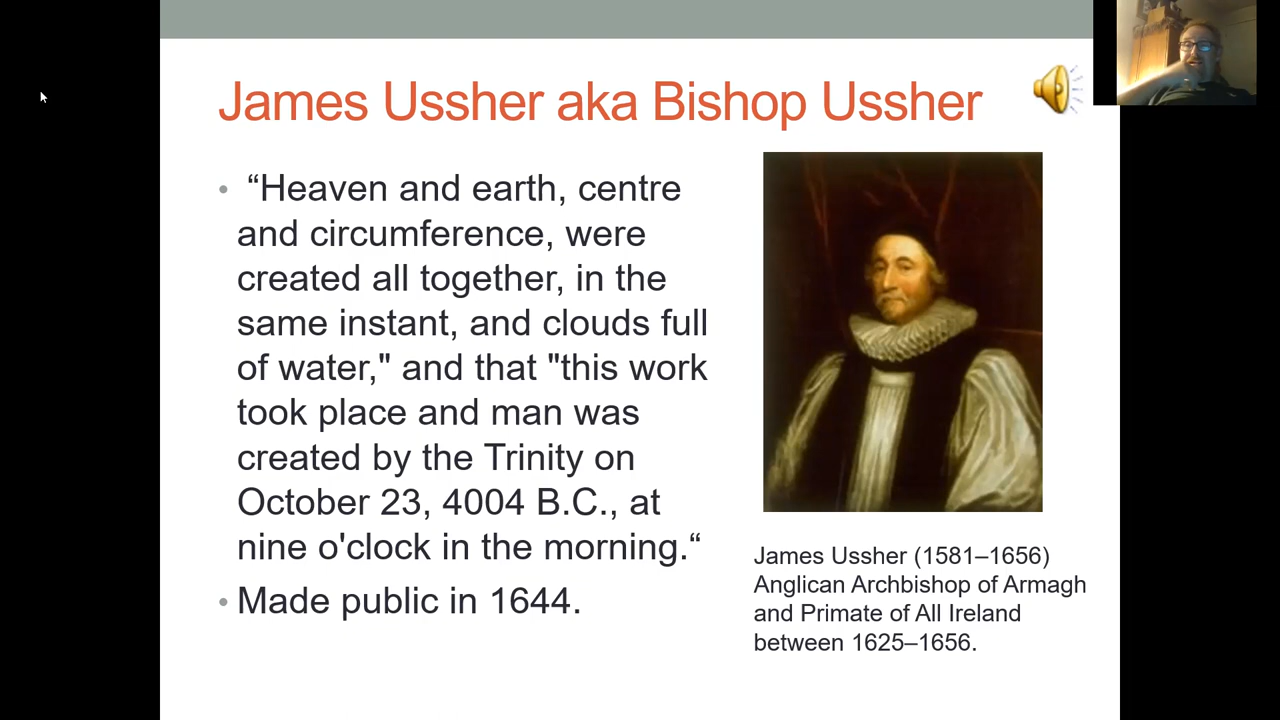 James Ussher aka Bishop Ussher
• “Heaven and earth, centre
and circumference, were
created all together, in the
same instant, and clouds full
of water," and that "this work
took place and man was
created by the Trinity on
October 23, 4004 B.C., at
nine o'clock in the morning.“
• Made public in 1644.
James Ussher (1581–1656)
Anglican Archbishop of Armagh
and Primate of All Ireland
between 1625–1656.